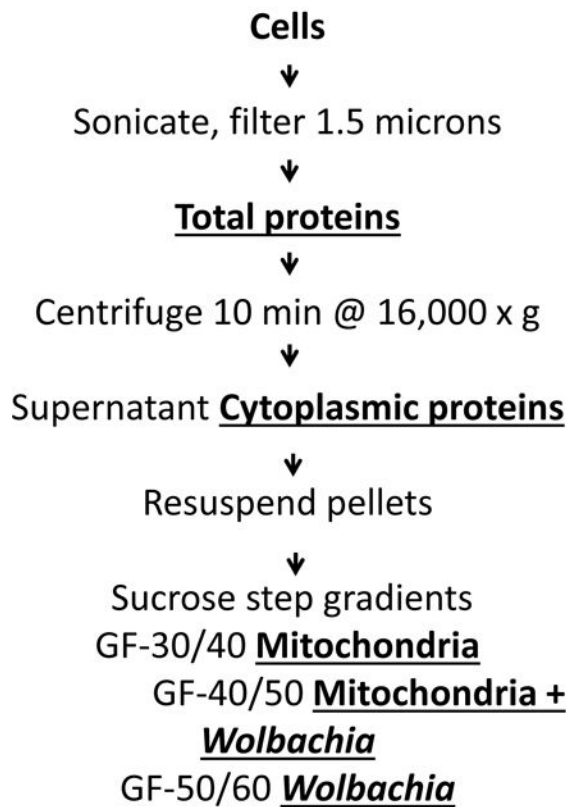 Cells
Sonicate, filter 1.5 microns
Total proteins
Centrifuge 10 min @ 16,000 x g
Supernatant Cytoplasmic proteins
Resuspend pellets
Sucrose step gradients
GF-30/40 Mitochondria
GF-40/50 Mitochondria +
Wolbachia
GF-50/60 Wolbachia